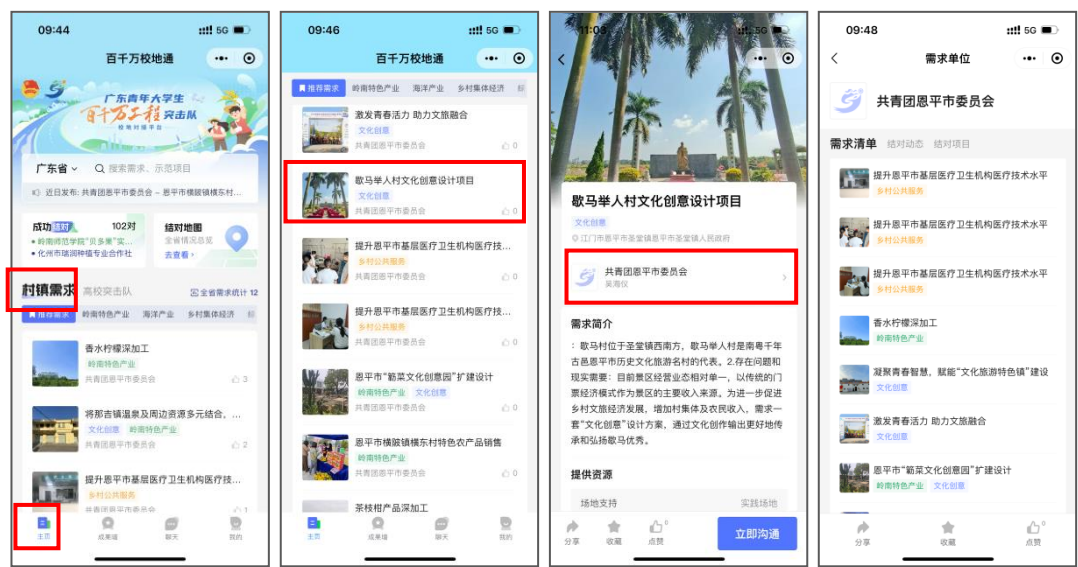 09:44
5G
百千万校地通
广东青年大学生
百千万工程 突击队
校地对接平台
广东省
搜索需求、示范项目
近日发布: 共青团恩平市委员会 – 恩平市横陂镇横东村...
成功结对
102对
岭南师范学院"贝多果"实...
化州市瑞润种植专业合作社
结对地图
全省情况总览
去查看
村镇需求
高校突击队
全省需求统计 12
推荐需求
岭南特色产业
海洋产业
乡村集体经济
香水柠檬深加工
岭南特色产业
共青团恩平市委员会
3
将那吉镇温泉及周边资源多元结合，...
文化创意
岭南特色产业
共青团恩平市委员会
2
提升恩平市基层医疗卫生机构医疗技...
乡村公共服务
共青团恩平市委员会
1
主页
成果墙
聊天
我的
09:46
5G
百千万校地通
推荐需求
岭南特色产业
海洋产业
乡村集体经济
激发青春活力 助力文旅融合
文化创意
共青团恩平市委员会
0
歇马举人村文化创意设计项目
文化创意
共青团恩平市委员会
0
提升恩平市基层医疗卫生机构医疗技...
乡村公共服务
共青团恩平市委员会
0
提升恩平市基层医疗卫生机构医疗技...
乡村公共服务
共青团恩平市委员会
0
恩平市“簕菜文化创意园”扩建设计
岭南特色产业
文化创意
共青团恩平市委员会
0
恩平市横陂镇横东村特色农产品销售
岭南特色产业
共青团恩平市委员会
0
茶枝柑产品深加工
主页
成果墙
聊天
我的
11:03
5G
歇马举人村文化创意设计项目
文化创意
江门市恩平市圣堂镇恩平市圣堂镇人民政府
共青团恩平市委员会
吴海仪
需求简介
：歇马村位于圣堂镇西南方，歇马举人村是南粤千年
古邑恩平市历史文化旅游名村的代表。2.存在问题和
现实需要：目前景区经营业态相对单一，以传统的门
票经济模式作为景区的主要收入来源。为进一步促进
乡村文旅经济发展，增加村集体及农民收入，需求一
套“文化创意”设计方案，通过文化创作输出更好地传
承和弘扬歇马优秀。
提供资源
场地支持
实践场地
分享
收藏
点赞
0
立即沟通
09:48
5G
需求单位
共青团恩平市委员会
需求清单
结对动态
结对项目
提升恩平市基层医疗卫生机构医疗技术水平
乡村公共服务
提升恩平市基层医疗卫生机构医疗技术水平
乡村公共服务
提升恩平市基层医疗卫生机构医疗技术水平
乡村公共服务
香水柠檬深加工
岭南特色产业
凝聚青春智慧，赋能“文化旅游特色镇”建设
文化创意
激发青春活力 助力文旅融合
文化创意
恩平市“簕菜文化创意园”扩建设计
岭南特色产业
文化创意
分享
收藏
点赞
0